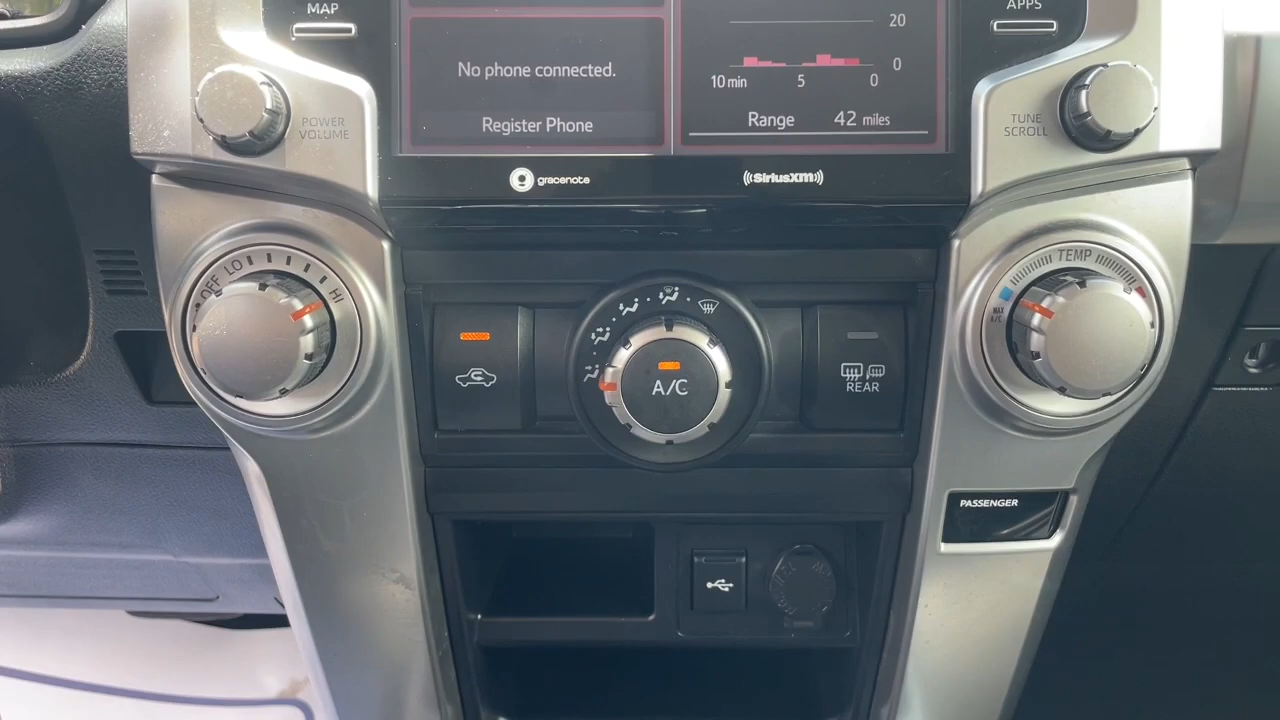 MAP
APPS
20
No phone connected.
0
10 min 5 0
POWER
VOLUME
TUNE
SCROLL
Register Phone
Range 42 miles
gracenote
((SiriusXM))
OFF LO HI
TEMP
MAX
A/C
A/C
REAR
PASSENGER